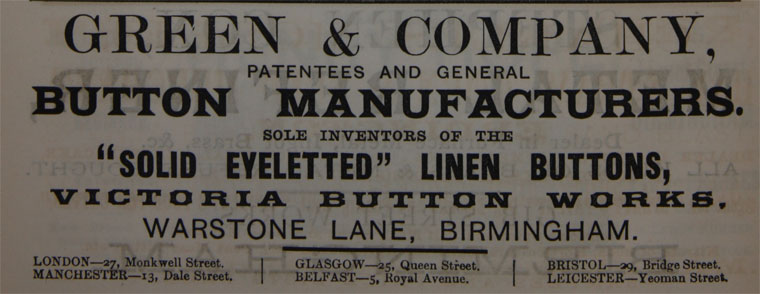 GREEN & COMPANY,
PATENTEES AND GENERAL
BUTTON MANUFACTURERS.
SOLE INVENTORS OF THE
"SOLID EYELETTED" LINEN BUTTONS,
VICTORIA BUTTON WORKS,
WARSTONE LANE, BIRMINGHAM.
LONDON—27, Monkwell Street.
MANCHESTER—13, Dale Street.
GLASGOW—25, Queen Street.
BELFAST—5, Royal Avenue.
BRISTOL—29, Bridge Street.
LEICESTER—Yeoman Street.